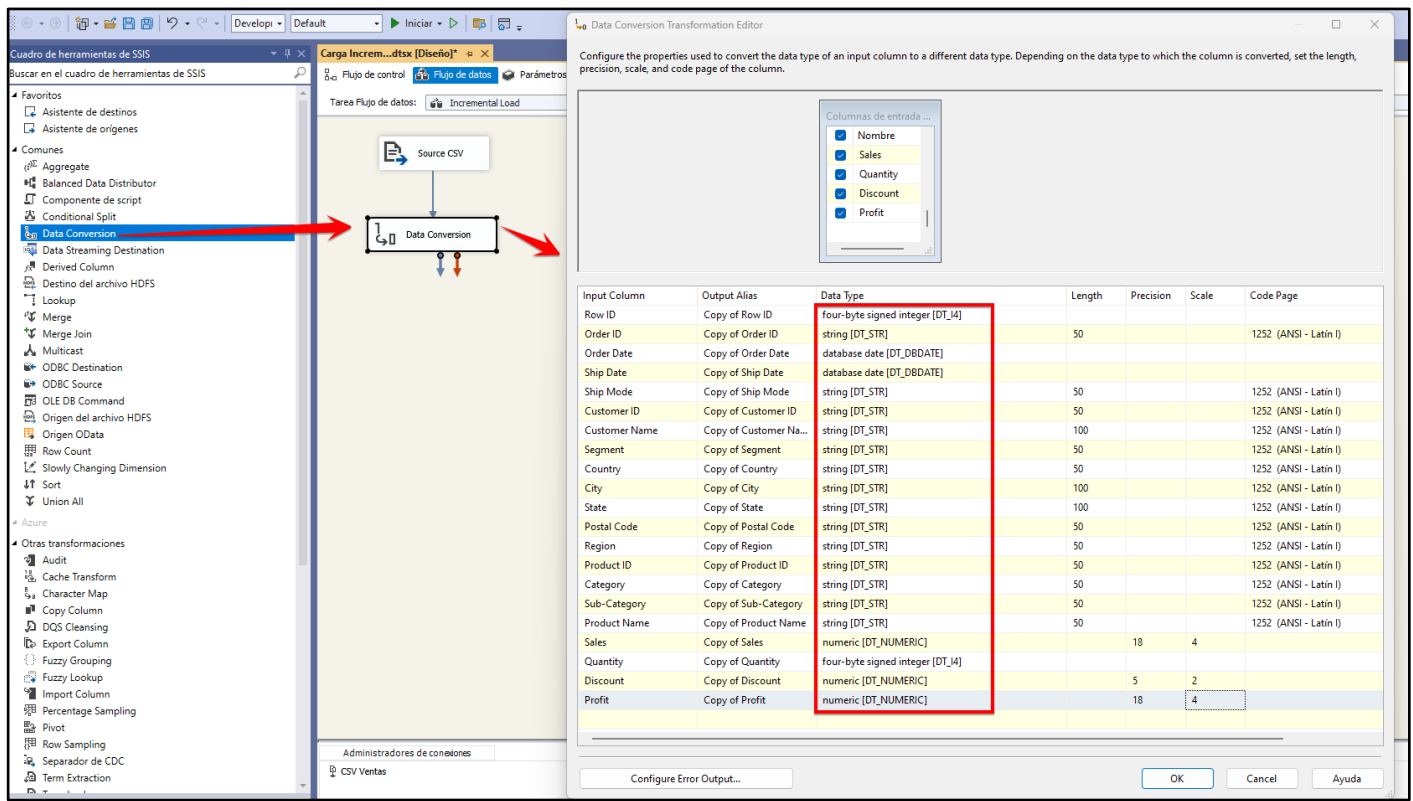 Developi
Default
Iniciar
Cuadro de herramientas de SSIS
Buscar en el cuadro de herramientas de SSIS
Favoritos
Asistente de destinos
Asistente de orígenes
Comunes
Aggregate
Balanced Data Distributor
Componente de script
Conditional Split
Data Conversion
Data Streaming Destination
Derived Column
Destino del archivo HDFS
Lookup
Merge
Merge Join
Multicast
ODBC Destination
ODBC Source
OLE DB Command
Origen del archivo HDFS
Origen OData
Row Count
Slowly Changing Dimension
Sort
Union All
Azure
Otras transformaciones
Audit
Cache Transform
Character Map
Copy Column
DQS Cleansing
Export Column
Fuzzy Grouping
Fuzzy Lookup
Import Column
Percentage Sampling
Pivot
Row Sampling
Separador de CDC
Term Extraction
Carga Increm...dtsx [Diseño]*
Flujo de control Flujo de datos Parámetros
Tarea Flujo de datos: Incremental Load
Source CSV
Data Conversion
Administradores de conexiones
CSV Ventas
Data Conversion Transformation Editor
Configure the properties used to convert the data type of an input column to a different data type. Depending on the data type to which the column is converted, set the length,
precision, scale, and code page of the column.
Columnas de entrada ...
Nombre
Sales
Quantity
Discount
Profit
Input Column Output Alias Data Type Length Precision Scale Code Page
Row ID Copy of Row ID four-byte signed integer [DT_I4]
Order ID Copy of Order ID string [DT_STR] 50 1252 (ANSI - Latín I)
Order Date Copy of Order Date database date [DT_DBDATE]
Ship Date Copy of Ship Date database date [DT_DBDATE]
Ship Mode Copy of Ship Mode string [DT_STR] 50 1252 (ANSI - Latín I)
Customer ID Copy of Customer ID string [DT_STR] 50 1252 (ANSI - Latín I)
Customer Name Copy of Customer Na... string [DT_STR] 100 1252 (ANSI - Latín I)
Segment Copy of Segment string [DT_STR] 50 1252 (ANSI - Latín I)
Country Copy of Country string [DT_STR] 50 1252 (ANSI - Latín I)
City Copy of City string [DT_STR] 100 1252 (ANSI - Latín I)
State Copy of State string [DT_STR] 100 1252 (ANSI - Latín I)
Postal Code Copy of Postal Code string [DT_STR] 50 1252 (ANSI - Latín I)
Region Copy of Region string [DT_STR] 50 1252 (ANSI - Latín I)
Product ID Copy of Product ID string [DT_STR] 50 1252 (ANSI - Latín I)
Category Copy of Category string [DT_STR] 50 1252 (ANSI - Latín I)
Sub-Category Copy of Sub-Category string [DT_STR] 50 1252 (ANSI - Latín I)
Product Name Copy of Product Name string [DT_STR] 50 1252 (ANSI - Latín I)
Sales Copy of Sales numeric [DT_NUMERIC] 18 4
Quantity Copy of Quantity four-byte signed integer [DT_I4]
Discount Copy of Discount numeric [DT_NUMERIC] 5 2
Profit Copy of Profit numeric [DT_NUMERIC] 18 4
Configure Error Output...
OK
Cancel
Ayuda